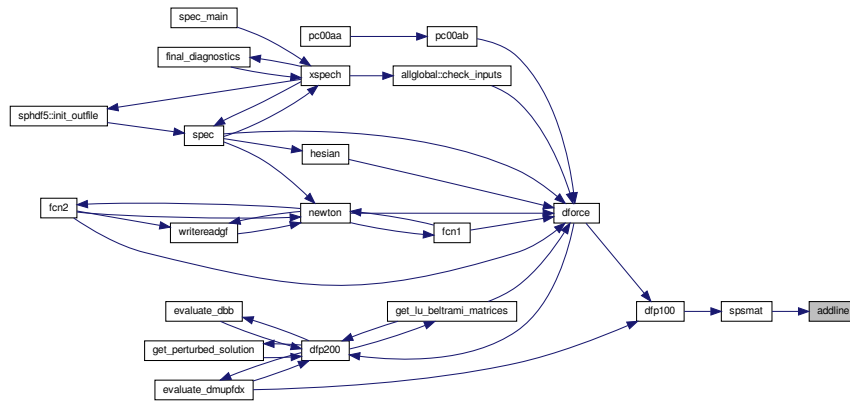 spec_main
pc00aa
pc00ab
final_diagnostics
xspech
allglobal::check_inputs
sphdf5::init_outfile
spec
hesian
fcn2
newton
dforce
writereadgf
fcn1
evaluate_dbb
get_lu_beltrami_matrices
dfp100
spsmat
addline
get_perturbed_solution
dfp200
evaluate_dmupfdx